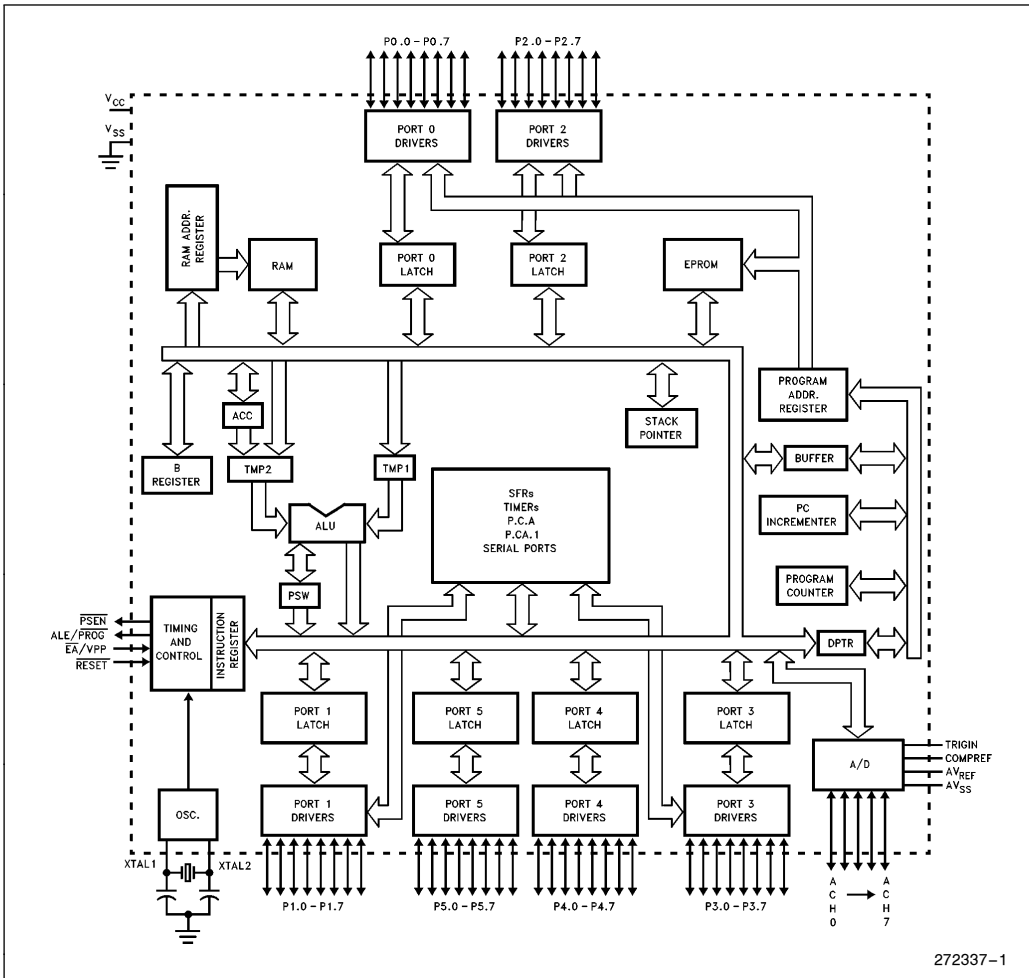 P0.0 – P0.7
P2.0 – P2.7
VCC
VSS
PORT 0
DRIVERS
PORT 2
DRIVERS
RAM ADDR.
REGISTER
RAM
PORT 0
LATCH
PORT 2
LATCH
EPROM
PROGRAM
ADDR.
REGISTER
ACC
STACK
POINTER
B
REGISTER
TMP2
TMP1
BUFFER
SFRs
TIMERs
P.C.A
P.CA.1
SERIAL PORTS
ALU
PC
INCREMENTER
PSW
PROGRAM
COUNTER
PSEN
ALE/PROG
EA/VPP
RESET
TIMING
AND
CONTROL
INSTRUCTION
REGISTER
DPTR
PORT 1
LATCH
PORT 5
LATCH
PORT 4
LATCH
PORT 3
LATCH
A/D
TRIGIN
COMPREF
AVREF
AVSS
OSC.
PORT 1
DRIVERS
PORT 5
DRIVERS
PORT 4
DRIVERS
PORT 3
DRIVERS
XTAL1
XTAL2
P1.0 – P1.7
P5.0 – P5.7
P4.0 – P4.7
P3.0 – P3.7
ACH0
ACH7
272337–1